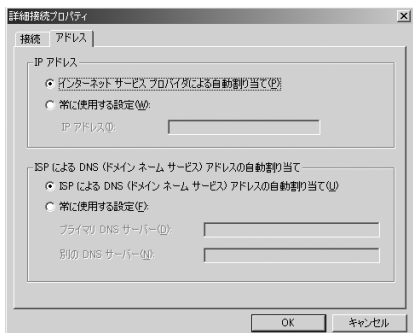 詳細接続プロパティ
接続 アドレス
IP アドレス
インターネット サービス プロバイダによる自動割り当て(P)
常に使用する設定(W):
IP アドレス(I):
ISP による DNS (ドメイン ネーム サービス) アドレスの自動割り当て
ISP による DNS (ドメイン ネーム サービス) アドレスの自動割り当て(U)
常に使用する設定(F):
プライマリ DNS サーバー(D):
別の DNS サーバー(N):
OK キャンセル